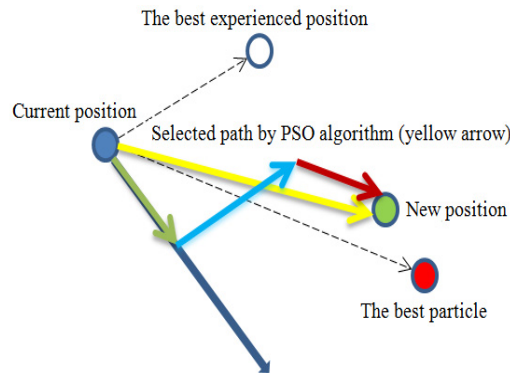 The best experienced position
Current position
Selected path by PSO algorithm (yellow arrow)
New position
The best particle